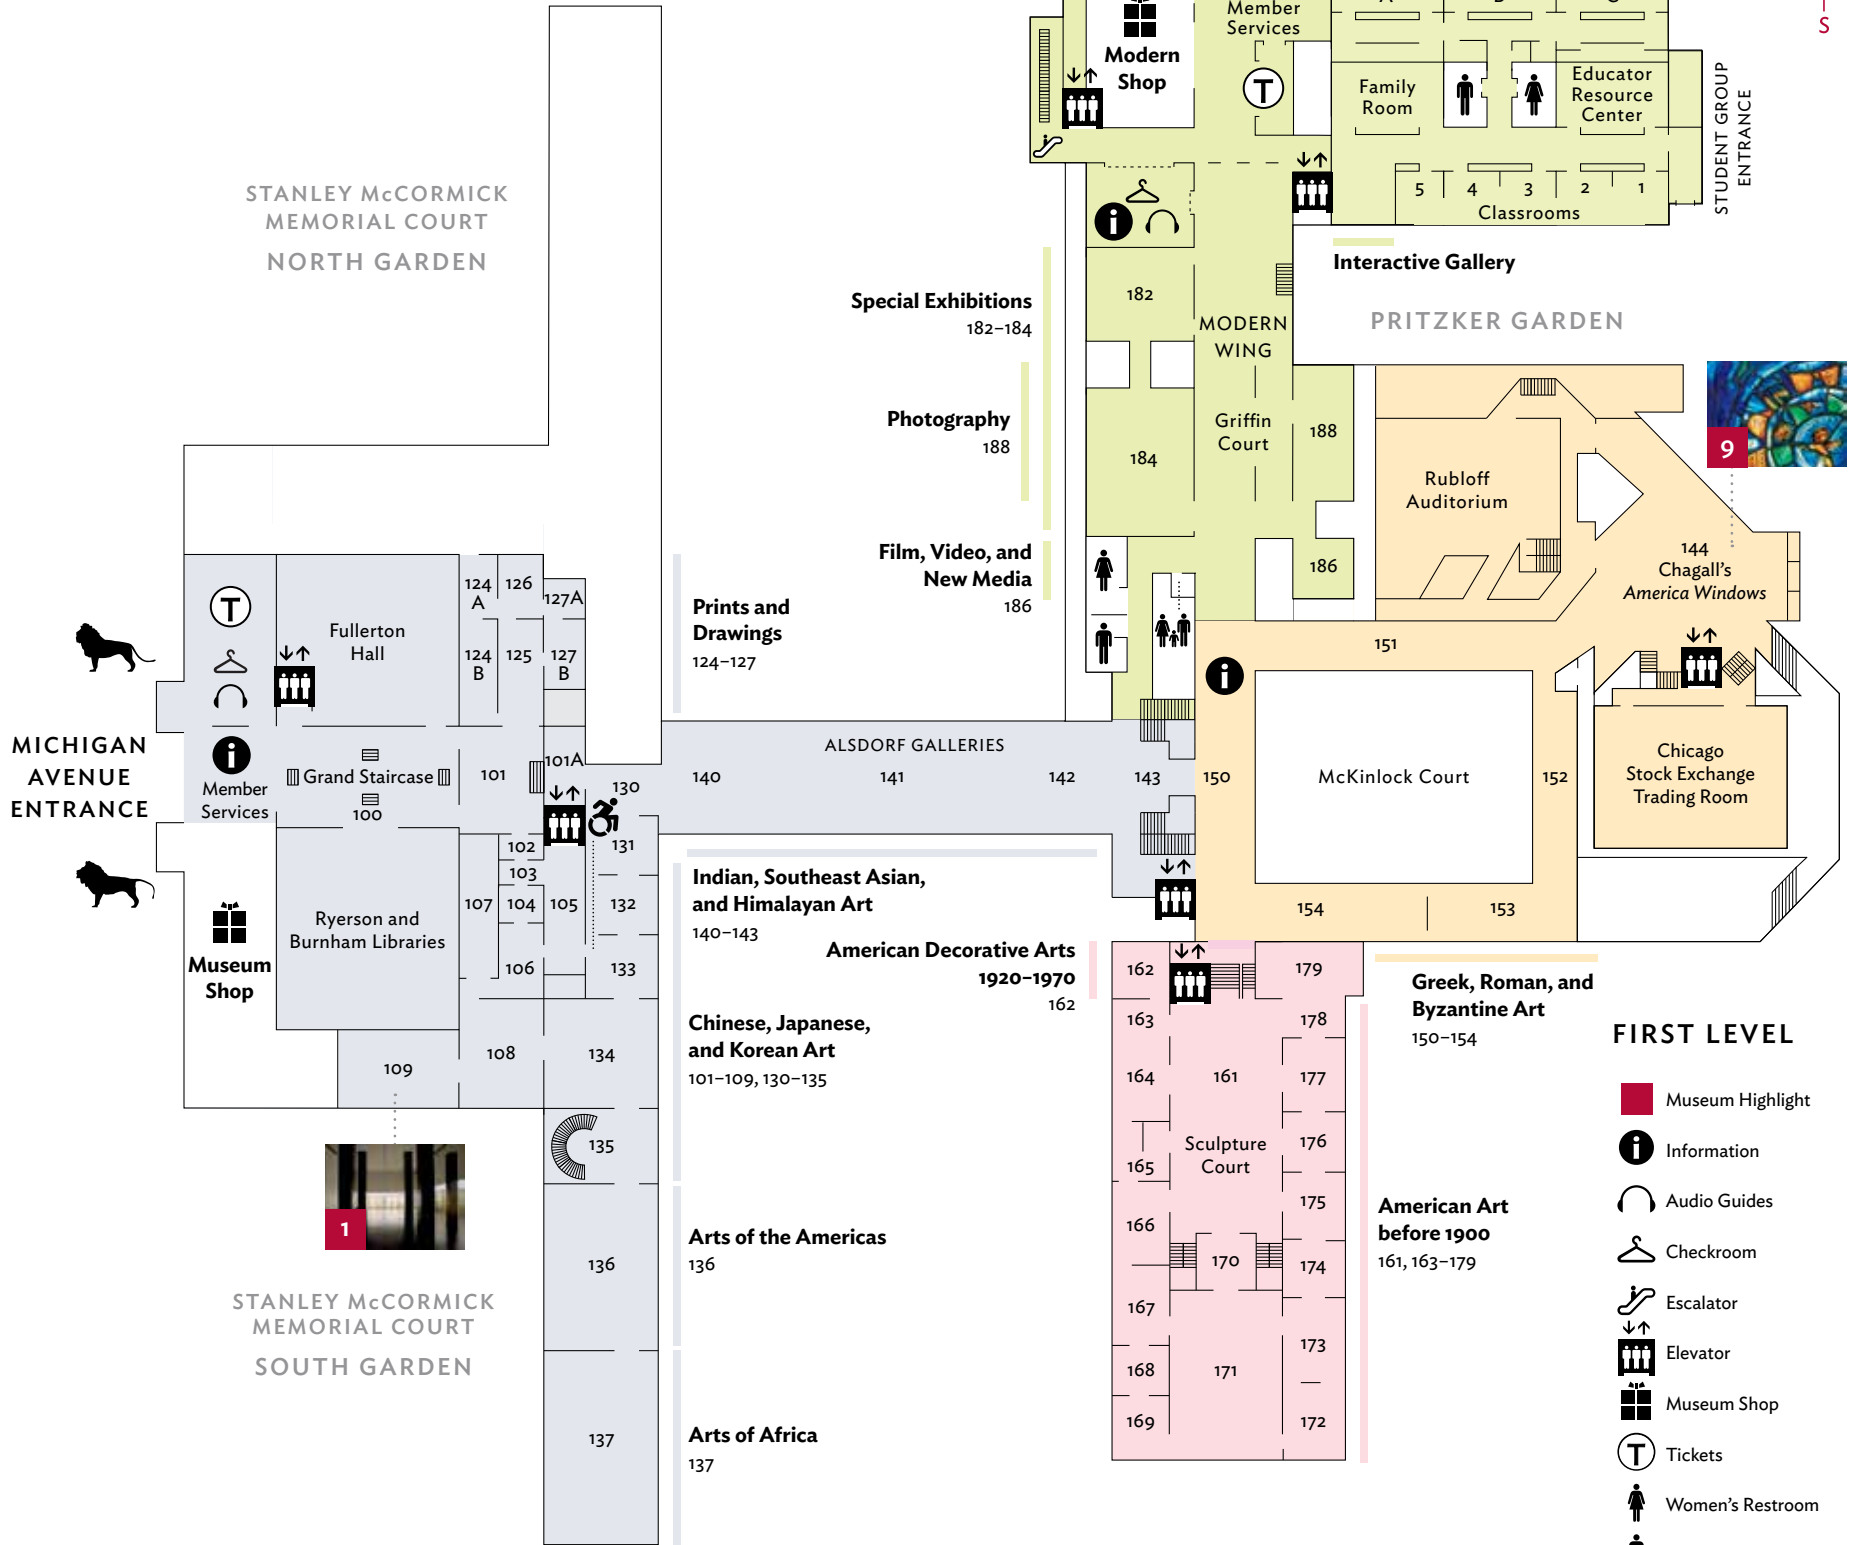 S
Member
Services
Modern
Shop
T
Family
Room
Educator
Resource
Center
STUDENT GROUP
ENTRANCE
5
4
3
2
1
Classrooms
i
Interactive Gallery
PRITZKER GARDEN
STANLEY McCORMICK
MEMORIAL COURT
NORTH GARDEN
Special Exhibitions
182–184
182
MODERN
WING
Photography
188
184
Griffin
Court
188
Rubloff
Auditorium
9
Film, Video, and
New Media
186
186
144
Chagall's
America Windows
Prints and
Drawings
124–127
T
Fullerton
Hall
124
A
126
127A
124
B
125
127
B
151
i
MICHIGAN
AVENUE
ENTRANCE
i
Member
Services
Grand Staircase
100
101
101A
130
ALSDORF GALLERIES
140
141
142
143
150
McKinlock Court
152
Chicago
Stock Exchange
Trading Room
102
103
107
104
105
106
131
132
133
154
153
Ryerson and
Burnham Libraries
Museum
Shop
Indian, Southeast Asian,
and Himalayan Art
140–143
American Decorative Arts
1920–1970
162
162
179
Greek, Roman, and
Byzantine Art
150–154
Chinese, Japanese,
and Korean Art
101–109, 130–135
109
108
134
135
163
178
164
161
177
Sculpture
Court
176
165
175
166
170
174
167
173
168
171
169
172
American Art
before 1900
161, 163–179
1
STANLEY McCORMICK
MEMORIAL COURT
SOUTH GARDEN
136
Arts of the Americas
136
137
Arts of Africa
137
FIRST LEVEL
Museum Highlight
i
Information
Audio Guides
Checkroom
Escalator
Elevator
Museum Shop
T
Tickets
Women's Restroom